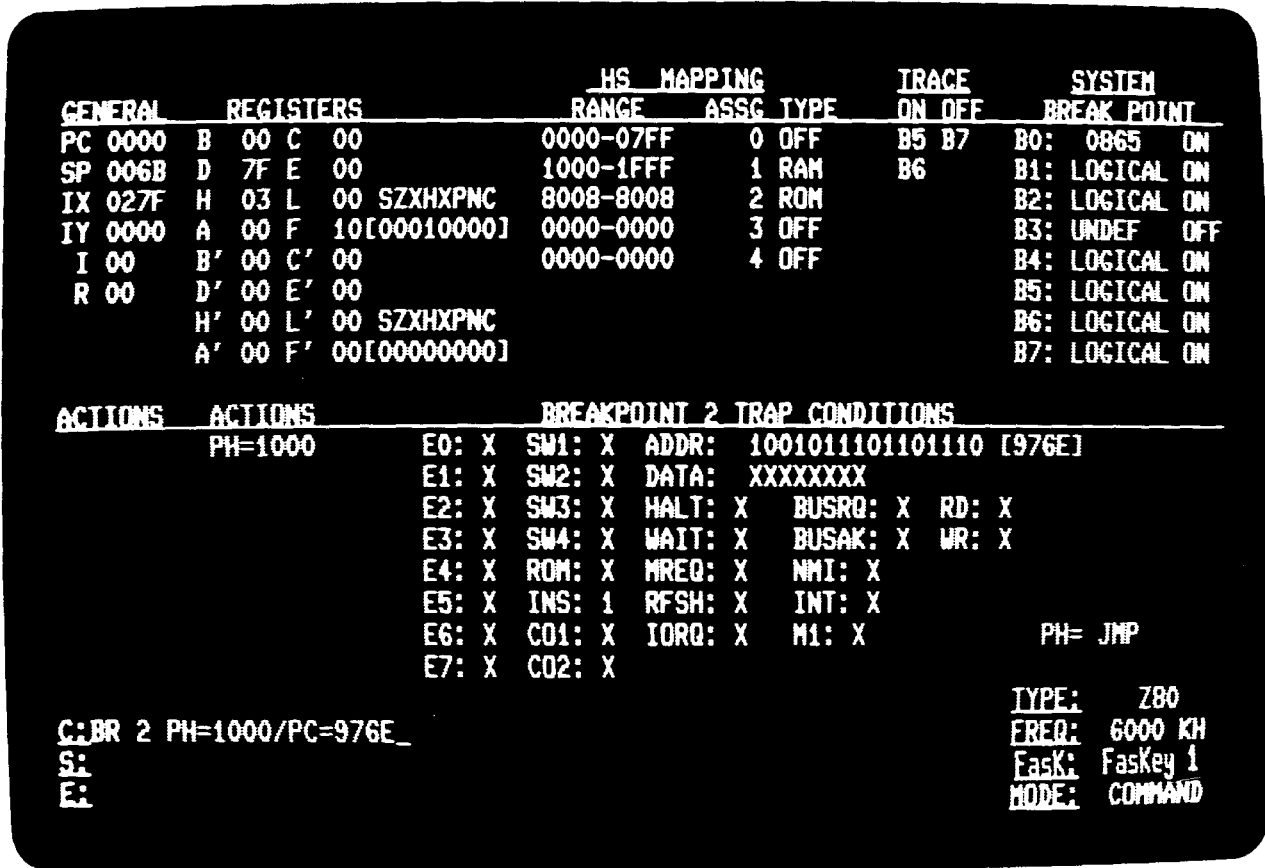 HS MAPPING TRACE SYSTEM
GENERAL REGISTERS RANGE ASSG TYPE ON OFF BREAK POINT
PC 0000 B 00 C 00 0000-07FF 0 OFF B5 B7 B0: 0865 ON
SP 006B D 7F E 00 1000-1FFF 1 RAM B6 B1: LOGICAL ON
IX 027F H 03 L 00 SZXHXPNC 8008-8008 2 ROM B2: LOGICAL ON
IY 0000 A 00 F 10[00010000] 0000-0000 3 OFF B3: UNDEF OFF
I 00 B' 00 C' 00 0000-0000 4 OFF B4: LOGICAL ON
R 00 D' 00 E' 00 B5: LOGICAL ON
H' 00 L' 00 SZXHXPNC B6: LOGICAL ON
A' 00 F' 00[00000000] B7: LOGICAL ON
ACTIONS ACTIONS BREAKPOINT 2 TRAP CONDITIONS
PH=1000 E0: X SW1: X ADDR: 1001011101101110 [976E]
E1: X SW2: X DATA: XXXXXXXX
E2: X SW3: X HALT: X BUSRQ: X RD: X
E3: X SW4: X WAIT: X BUSAK: X WR: X
E4: X ROM: X MREQ: X NMI: X
E5: X INS: 1 RFSH: X INT: X
E6: X CO1: X IORQ: X M1: X PH= JMP
E7: X CO2: X
TYPE: Z80
C:BR 2 PH=1000/PC=976E_ FREQ: 6000 KH
S: FasK: FasKey 1
E: MODE: COMMAND